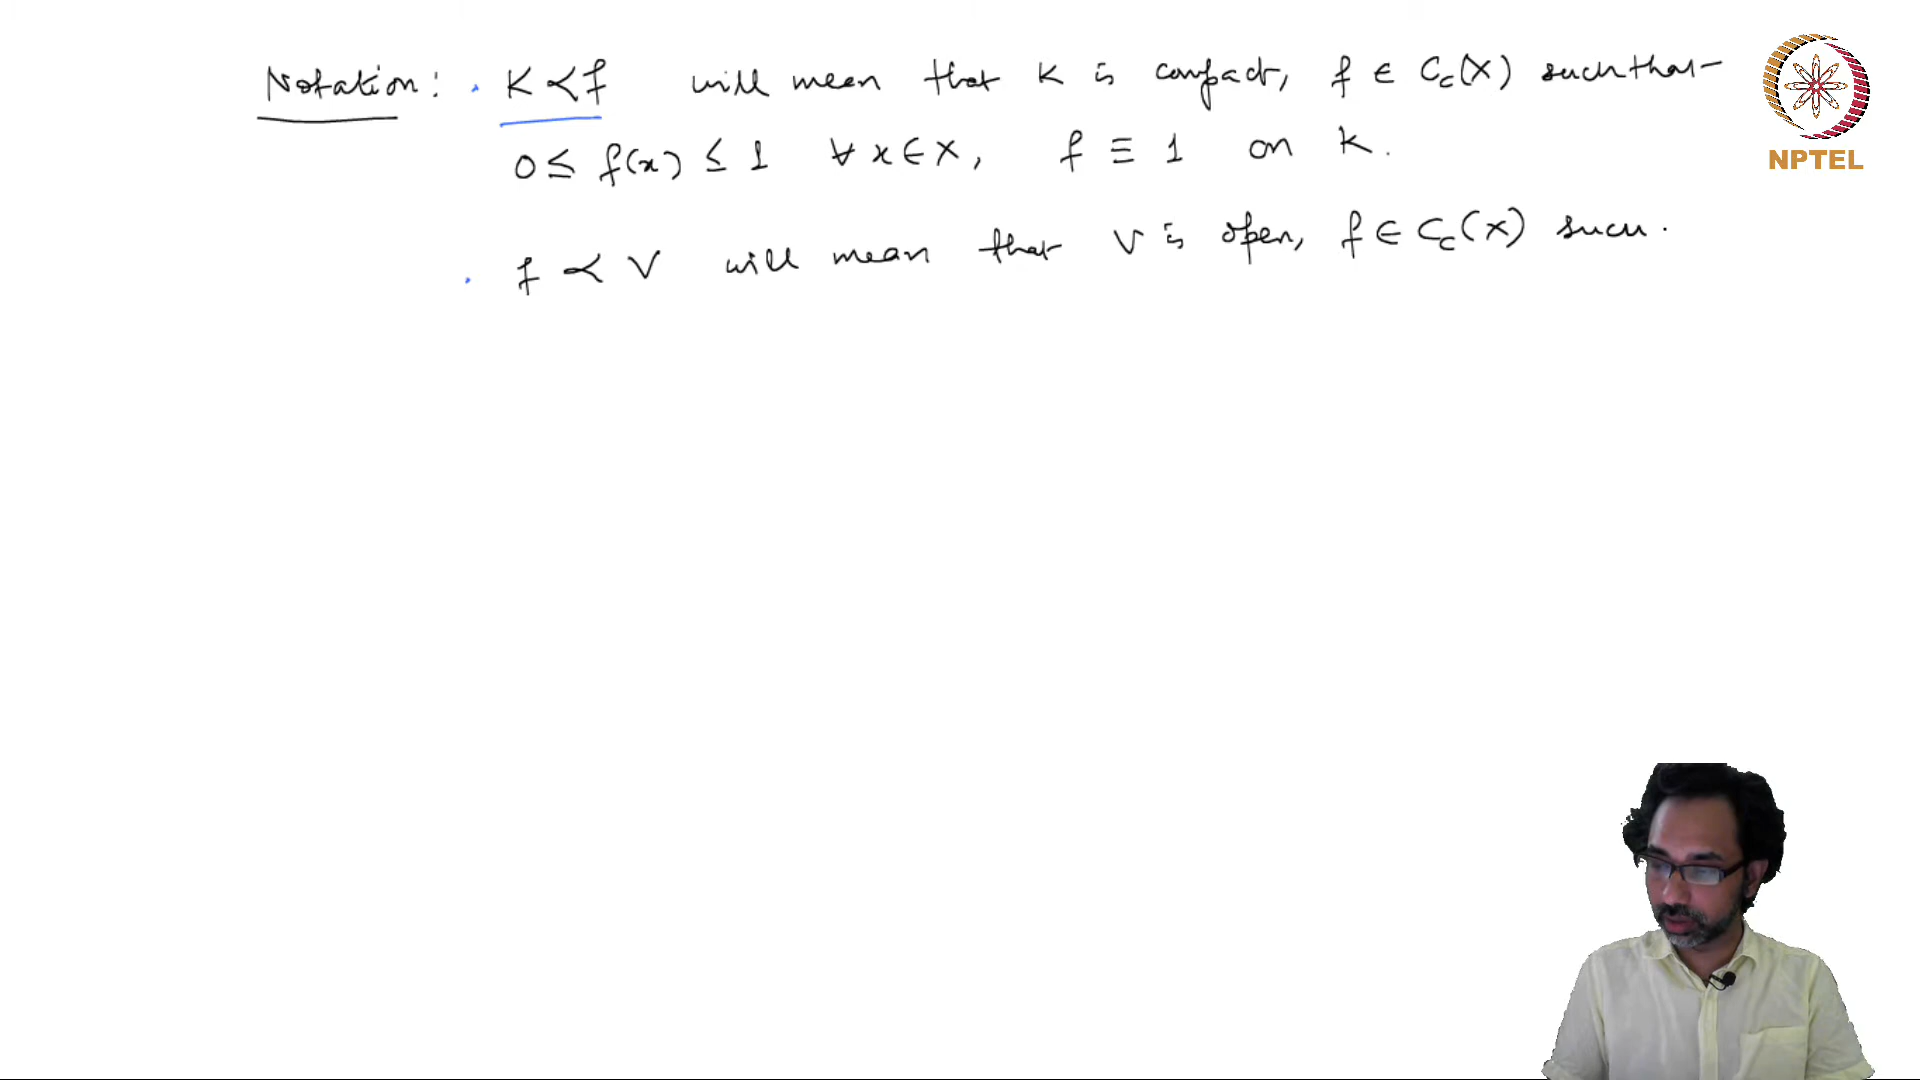 Notation: · K ≺ f will mean that K is compact, f ∈ C_c(X) such that
0 ≤ f(x) ≤ 1 ∀ x ∈ X, f ≡ 1 on K.
· f ≺ V will mean that V is open, f ∈ C_c(X) such.
NPTEL